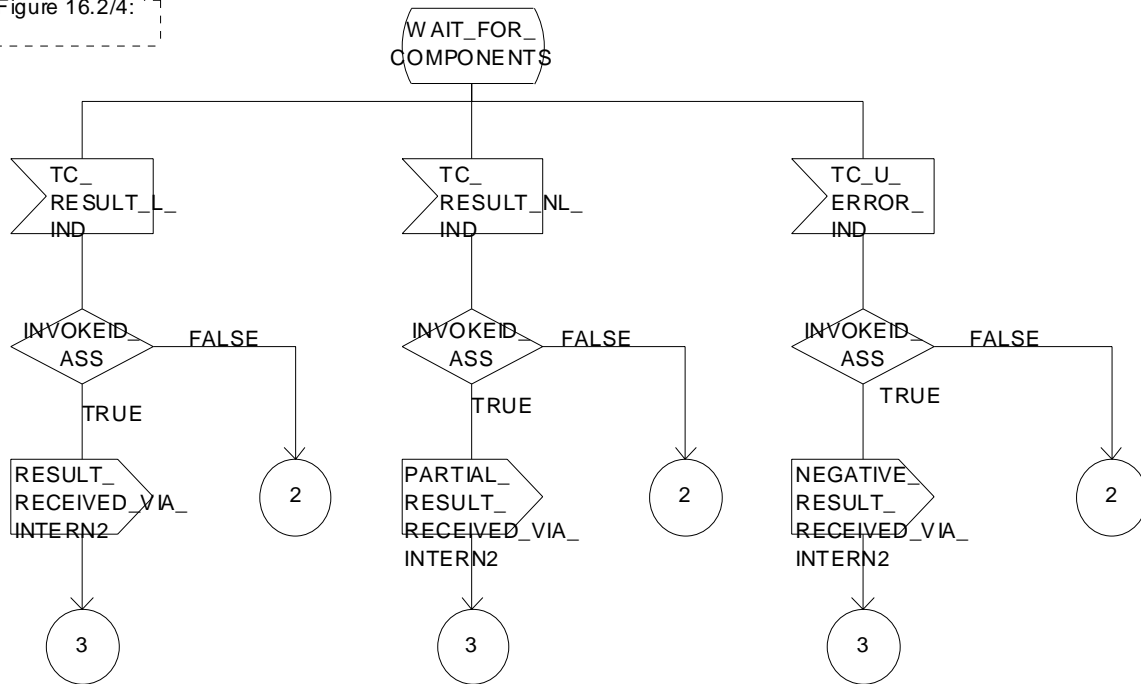 Figure 16.2/4:
WAIT_FOR_
COMPONENTS
TC_
RESULT_L_
IND
TC_
RESULT_NL_
IND
TC_U_
ERROR_
IND
INVOKEID_
ASS
FALSE
TRUE
INVOKEID_
ASS
FALSE
TRUE
INVOKEID_
ASS
FALSE
TRUE
RESULT_
RECEIVED_VIA_
INTERN2
2
PARTIAL_
RESULT_
RECEIVED_VIA_
INTERN2
2
NEGATIVE_
RESULT_
RECEIVED_VIA_
INTERN2
2
3
3
3